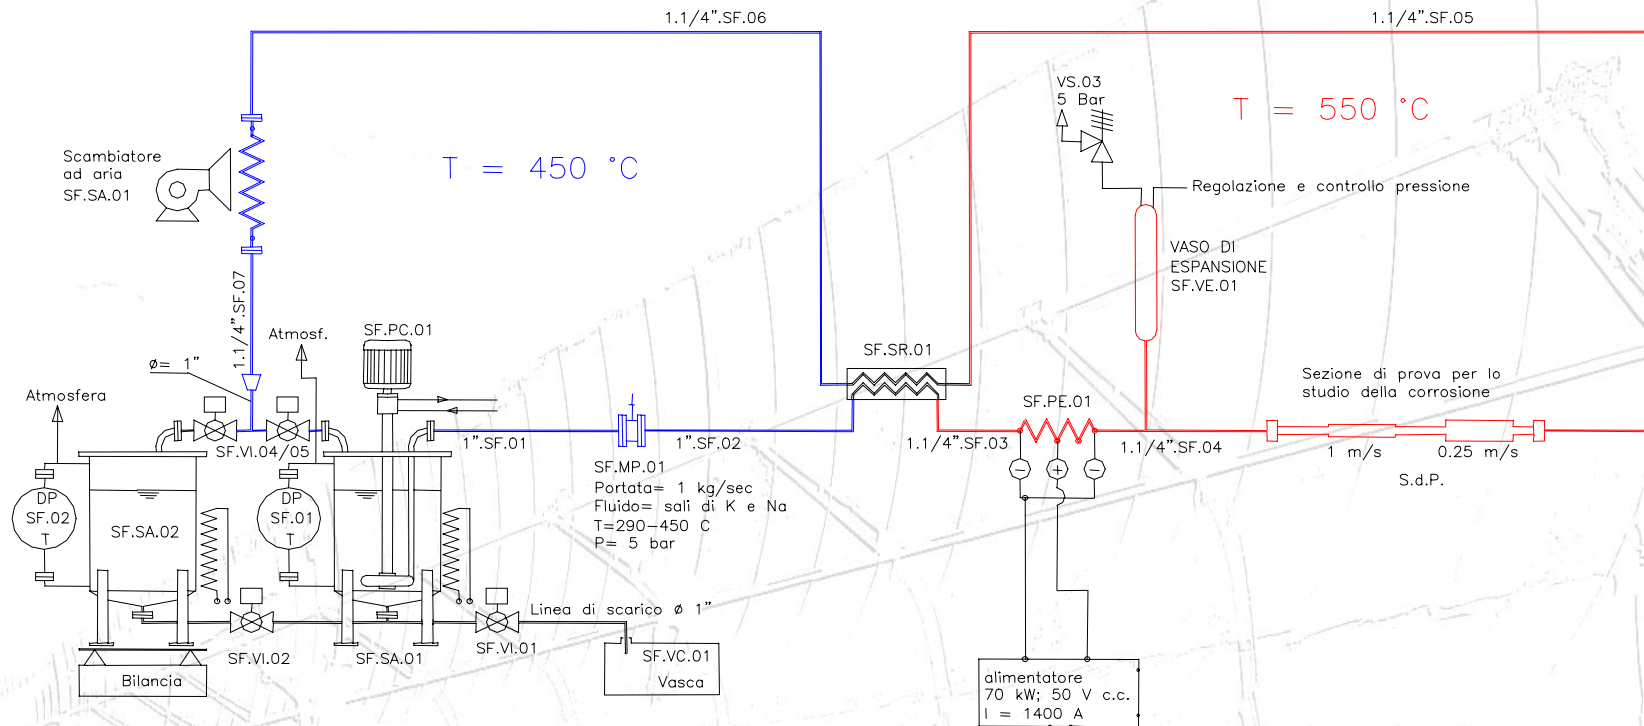 1.1/4".SF.06
1.1/4".SF.05
VS.03
5 Bar
T = 550 °C
Scambiatore
ad aria
SF.SA.01
T = 450 °C
Regolazione e controllo pressione
VASO DI
ESPANSIONE
SF.VE.01
1.1/4".SF.07
Atmosf.
SF.PC.01
ø= 1"
SF.SR.01
Atmosfera
Sezione di prova per lo
studio della corrosione
SF.PE.01
SF.VI.04/05
1".SF.01
1".SF.02
1.1/4".SF.03
1.1/4".SF.04
1 m/s
0.25 m/s
S.d.P.
SF.MP.01
Portata= 1 kg/sec
Fluido= sali di K e Na
T=290-450 C
P= 5 bar
DP
SF.02
T
DP
SF.01
T
SF.SA.02
- + -
Linea di scarico ø 1"
SF.VI.02
SF.SA.01
SF.VI.01
SF.VC.01
Vasca
Bilancia
alimentatore
70 kW; 50 V c.c.
I = 1400 A